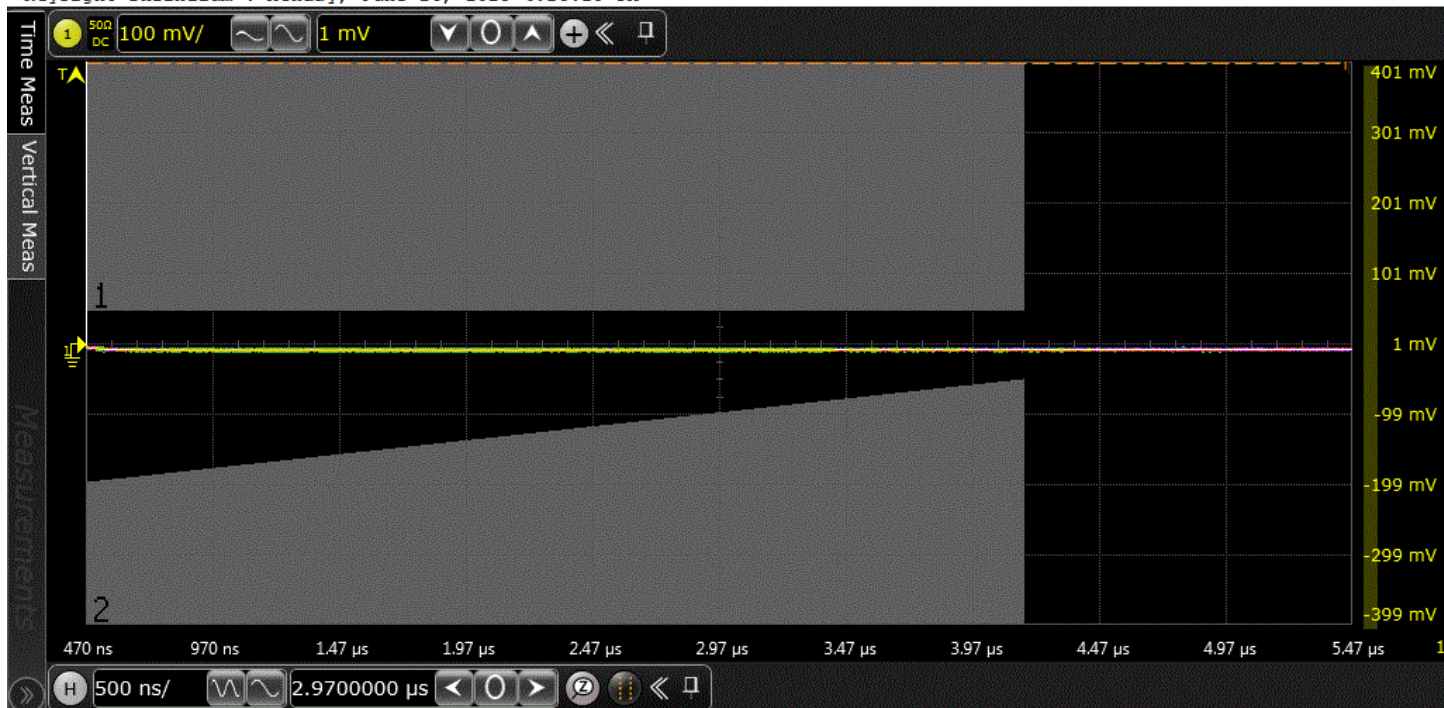 Time Meas
Vertical Meas
Measurements
1 50Ω DC 100 mV/ 1 mV
T
401 mV
301 mV
201 mV
101 mV
1 mV
-99 mV
-199 mV
-299 mV
-399 mV
1
1
2
470 ns 970 ns 1.47 µs 1.97 µs 2.47 µs 2.97 µs 3.47 µs 3.97 µs 4.47 µs 4.97 µs 5.47 µs 1
H 500 ns/ 2.9700000 µs 0 Z